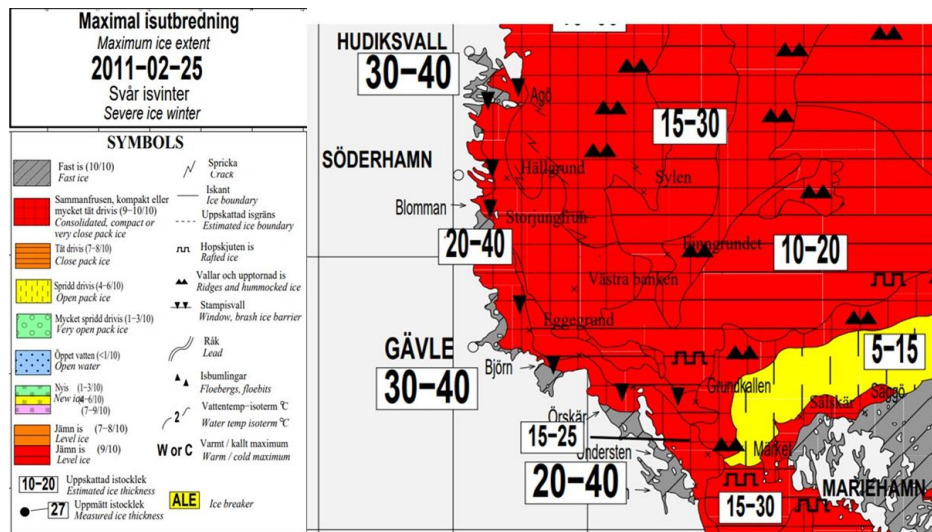 Maximal isutbredning
Maximum ice extent
2011-02-25
Svår isvinter
Severe ice winter
SYMBOLS
Fast is (10/10)
Fast ice
Sammanfrusen, kompakt eller
mycket tät drivis (9-10/10)
Consolidated, compact or
very close pack ice
Tät drivis (7-8/10)
Close pack ice
Spridd drivis (4-6/10)
Open pack ice
Mycket spridd drivis (1-3/10)
Very open pack ice
Öppet vatten (<1/10)
Open water
Nyis (1-3/10)
New ice (4-6/10)
(7-9/10)
Jämn is (7-8/10)
Level ice
Jämn is (9/10)
Level ice
10-20 Uppskattad istocklek
Estimated ice thickness
27 Uppmätt istocklek
Measured ice thickness
Spricka
Crack
Iskant
Ice boundary
Uppskattad isgräns
Estimated ice boundary
Hopskjuten is
Rafted ice
Vallar och upptornad is
Ridges and hummocked ice
Stampisvall
Window, brash ice barrier
Råk
Lead
Isbumlingar
Floebergs, floebits
2 Vattentemp-isoterm °C
Water temp isoterm °C
W or C Varmt / kallt maximum
Warm / cold maximum
ALE Ice breaker
HUDIKSVALL
30-40
Agö
15-30
SÖDERHAMN
Hällgrund
Sylen
Blomman
Storjungfrun
20-40
Finngrundet
10-20
Västra banken
Eggegrund
GÄVLE
Björn
30-40
5-15
Grundkallen
Sälskär
Saggö
Örskär
15-25
Understen
Märket
20-40
MARIEHAMN
15-30